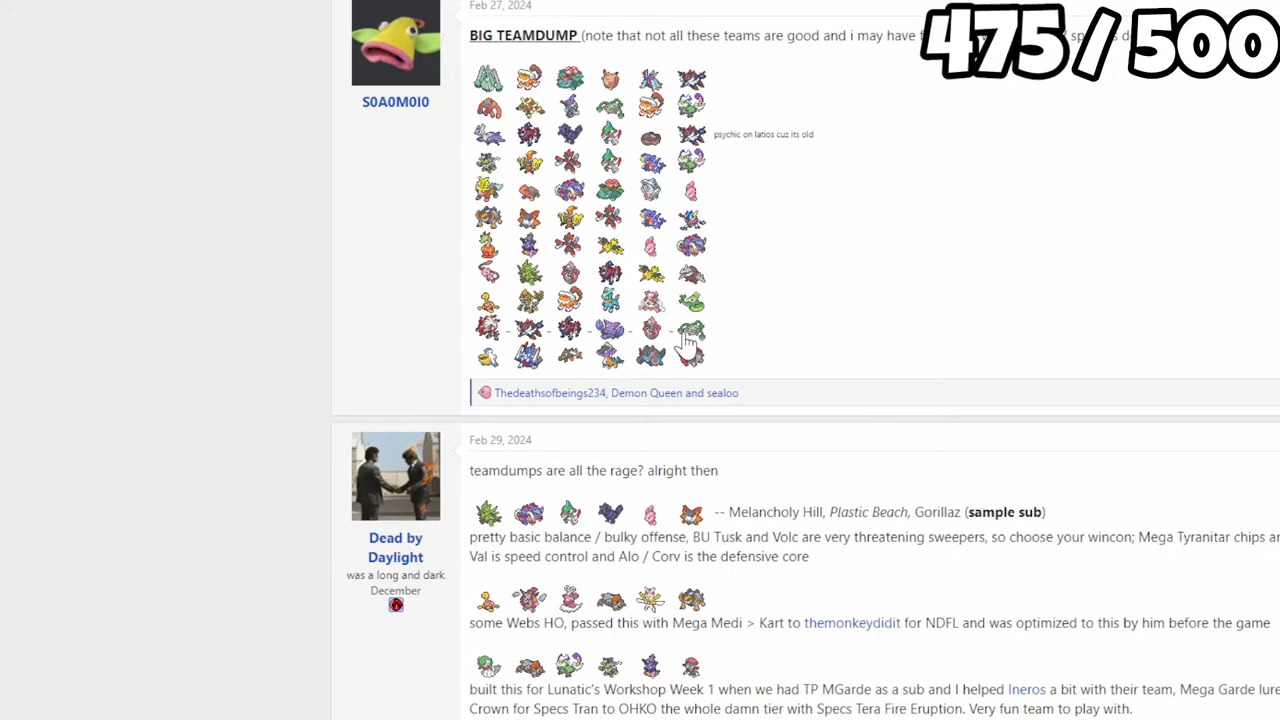 Feb 27, 2024
475 / 500
BIG TEAMDUMP (note that not all these teams are good and i may have
S0A0M0I0
psychic on latios cuz its old
Thedeathsofbeings234, Demon Queen and sealoo
Feb 29, 2024
teamdumps are all the rage? alright then
-- Melancholy Hill, Plastic Beach, Gorillaz (sample sub)
pretty basic balance / bulky offense, BU Tusk and Volc are very threatening sweepers, so choose your wincon; Mega Tyranitar chips
Val is speed control and Alo / Corv is the defensive core
Dead by
Daylight
was a long and dark
December
some Webs HO, passed this with Mega Medi > Kart to themonkeydidit for NDFL and was optimized to this by him before the game
built this for Lunatic's Workshop Week 1 when we had TP MGarde as a sub and I helped Ineros a bit with their team, Mega Garde lure
Crown for Specs Tran to OHKO the whole damn tier with Specs Tera Fire Eruption. Very fun team to play with.